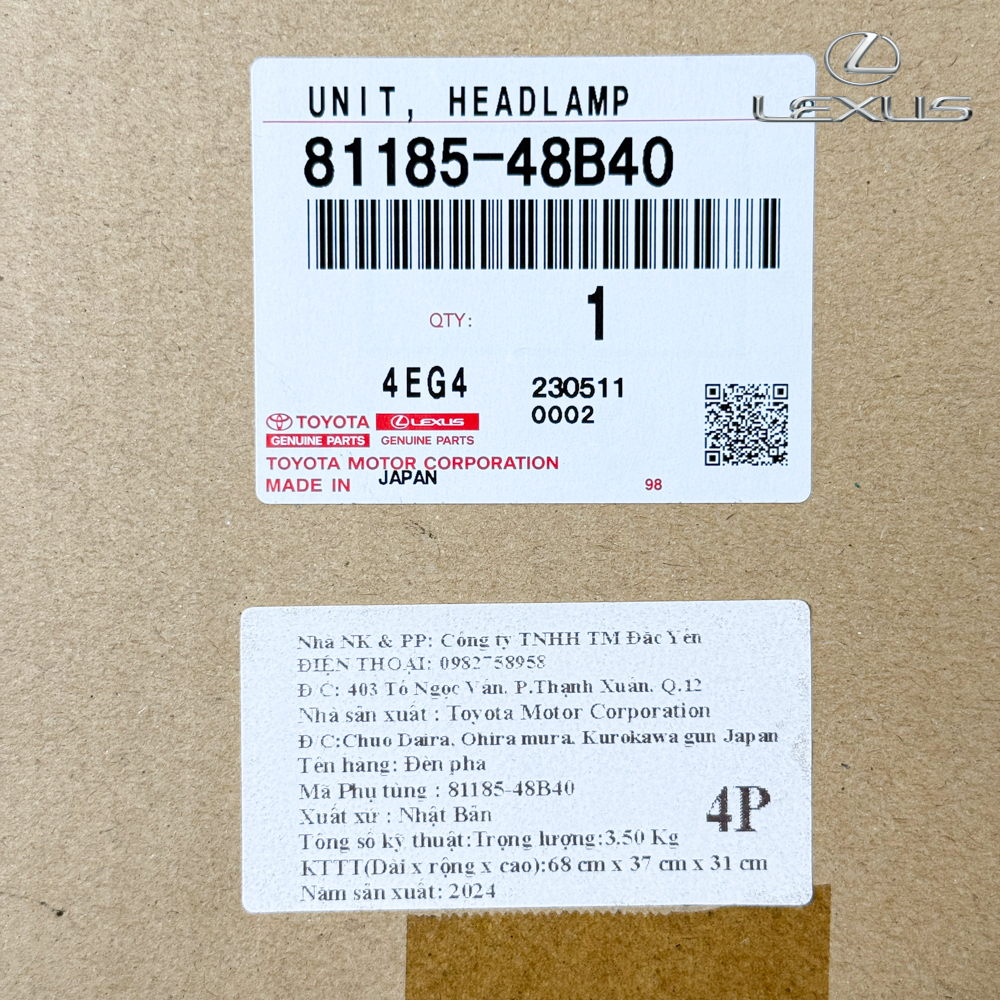 LEXUS
UNIT, HEADLAMP
81185-48B40
QTY: 1
4EG4 230511
0002
TOYOTA LEXUS
GENUINE PARTS GENUINE PARTS
TOYOTA MOTOR CORPORATION
MADE IN JAPAN 98
Nhà NK & PP: Công ty TNHH TM Đắc Yến
ĐIỆN THOẠI: 0982758958
Đ/C: 403 Tô Ngọc Vân, P.Thạnh Xuân, Q.12
Nhà sản xuất : Toyota Motor Corporation
Đ/C:Chuo Daira, Ohira mura, Kurokawa gun Japan
Tên hàng: Đèn pha
Mã Phụ tùng : 81185-48B40
Xuất xứ : Nhật Bản
4P
Tông số kỹ thuật:Trọng lượng:3.50 Kg
KTTT(Dài x rộng x cao):68 cm x 37 cm x 31 cm
Năm sản xuất: 2024